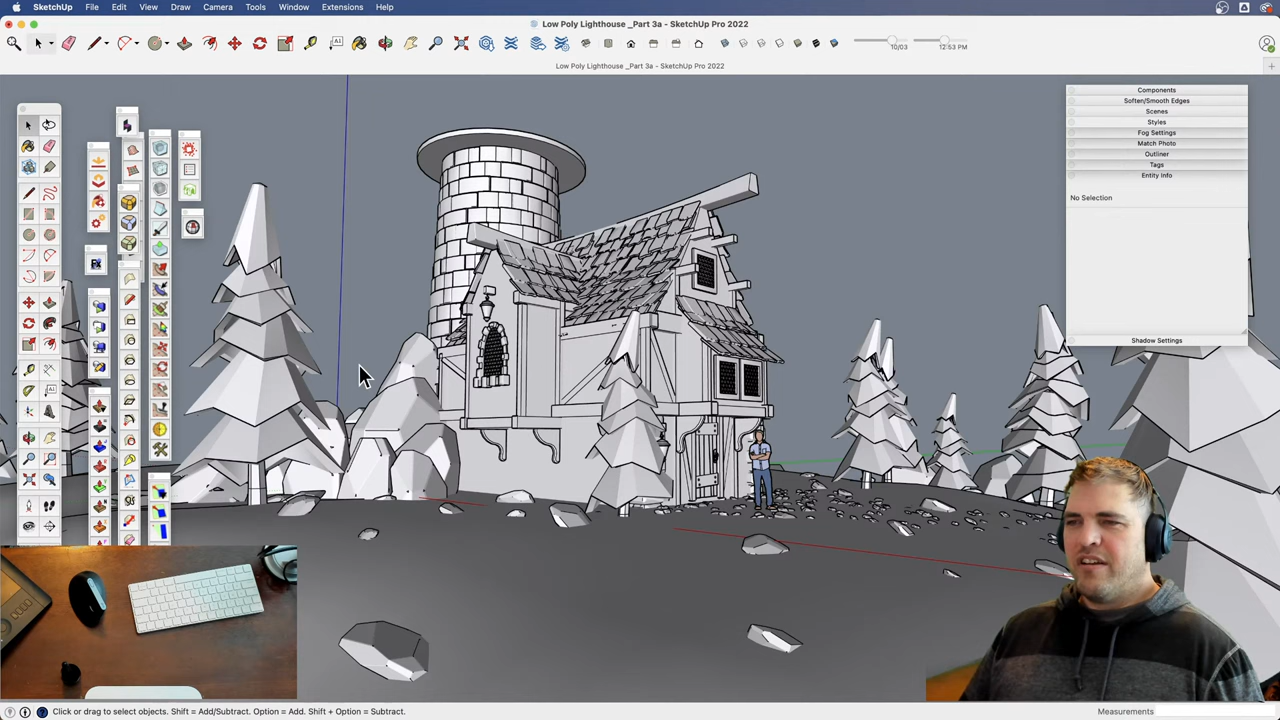 SketchUp File Edit View Draw Camera Tools Window Extensions Help
Low Poly Lighthouse _Part 3a - SketchUp Pro 2022
10/03 12:53 PM
Low Poly Lighthouse _Part 3a - SketchUp Pro 2022
Components
Soften/Smooth Edges
Scenes
Styles
Fog Settings
Match Photo
Outliner
Tags
Entity Info
No Selection
Shadow Settings
Click or drag to select objects. Shift = Add/Subtract. Option = Add. Shift + Option = Subtract.
Measurements